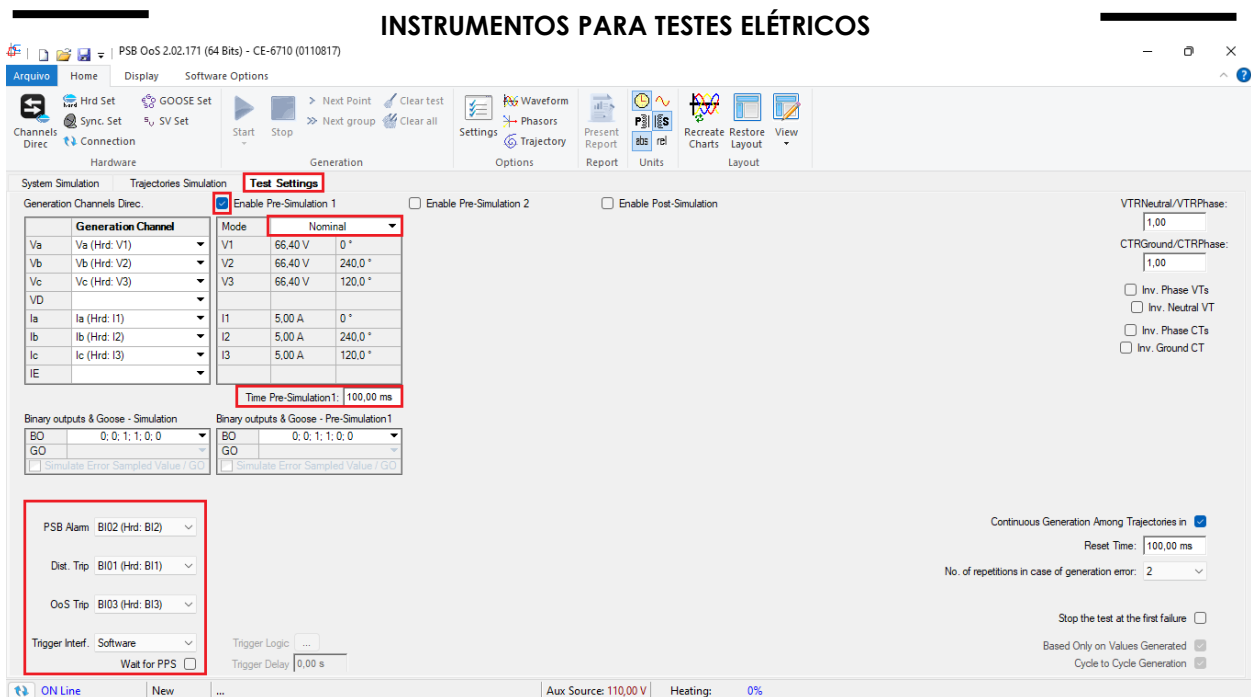 INSTRUMENTOS PARA TESTES ELÉTRICOS
PSB OoS 2.02.171 (64 Bits) - CE-6710 (0110817)
Arquivo Home Display Software Options
Channels Direc
Hrd Set
Sync. Set
Connection
GOOSE Set
SV Set
Hardware
Start
Stop
Next Point
Next group
Clear test
Clear all
Generation
Settings
Waveform
Phasors
Trajectory
Options
Present Report
Report
abs rel
Units
Recreate Charts
Restore Layout
View
Layout
System Simulation Trajectories Simulation Test Settings
Generation Channels Direc.
Generation Channel
Va Va (Hrd: V1)
Vb Vb (Hrd: V2)
Vc Vc (Hrd: V3)
VD
Ia Ia (Hrd: I1)
Ib Ib (Hrd: I2)
Ic Ic (Hrd: I3)
IE
Enable Pre-Simulation 1
Mode Nominal
V1 66,40 V 0 °
V2 66,40 V 240,0 °
V3 66,40 V 120,0 °
I1 5,00 A 0 °
I2 5,00 A 240,0 °
I3 5,00 A 120,0 °
Time Pre-Simulation1: 100,00 ms
Enable Pre-Simulation 2
Enable Post-Simulation
VTRNeutral/VTRPhase:
1,00
CTRGround/CTRPhase:
1,00
Inv. Phase VTs
Inv. Neutral VT
Inv. Phase CTs
Inv. Ground CT
Binary outputs & Goose - Simulation
BO 0; 0; 1; 1; 0; 0
GO
Simulate Error Sampled Value / GO
Binary outputs & Goose - Pre-Simulation1
BO 0; 0; 1; 1; 0; 0
GO
Simulate Error Sampled Value / GO
PSB Alarm BI02 (Hrd: BI2)
Dist. Trip BI01 (Hrd: BI1)
OoS Trip BI03 (Hrd: BI3)
Trigger Interf. Software
Wait for PPS
Trigger Logic ...
Trigger Delay 0,00 s
Continuous Generation Among Trajectories in
Reset Time: 100,00 ms
No. of repetitions in case of generation error: 2
Stop the test at the first failure
Based Only on Values Generated
Cycle to Cycle Generation
ON Line New ... Aux Source: 110,00 V Heating: 0%